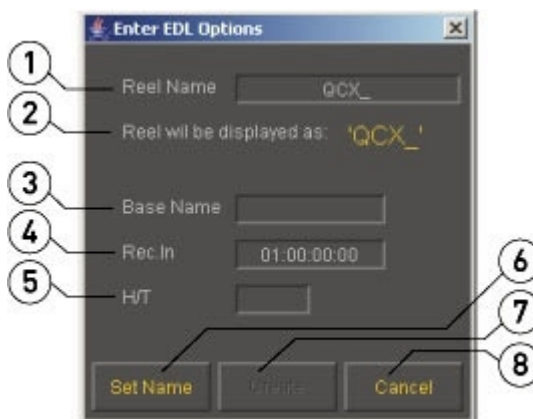 Enter EDL Options
1 Reel Name QCX_
2 Reel will be displayed as: 'QCX_'
3 Base Name
4 Rec.In 01:00:00:00
5 H/T
6
7
8
Set Name Create Cancel